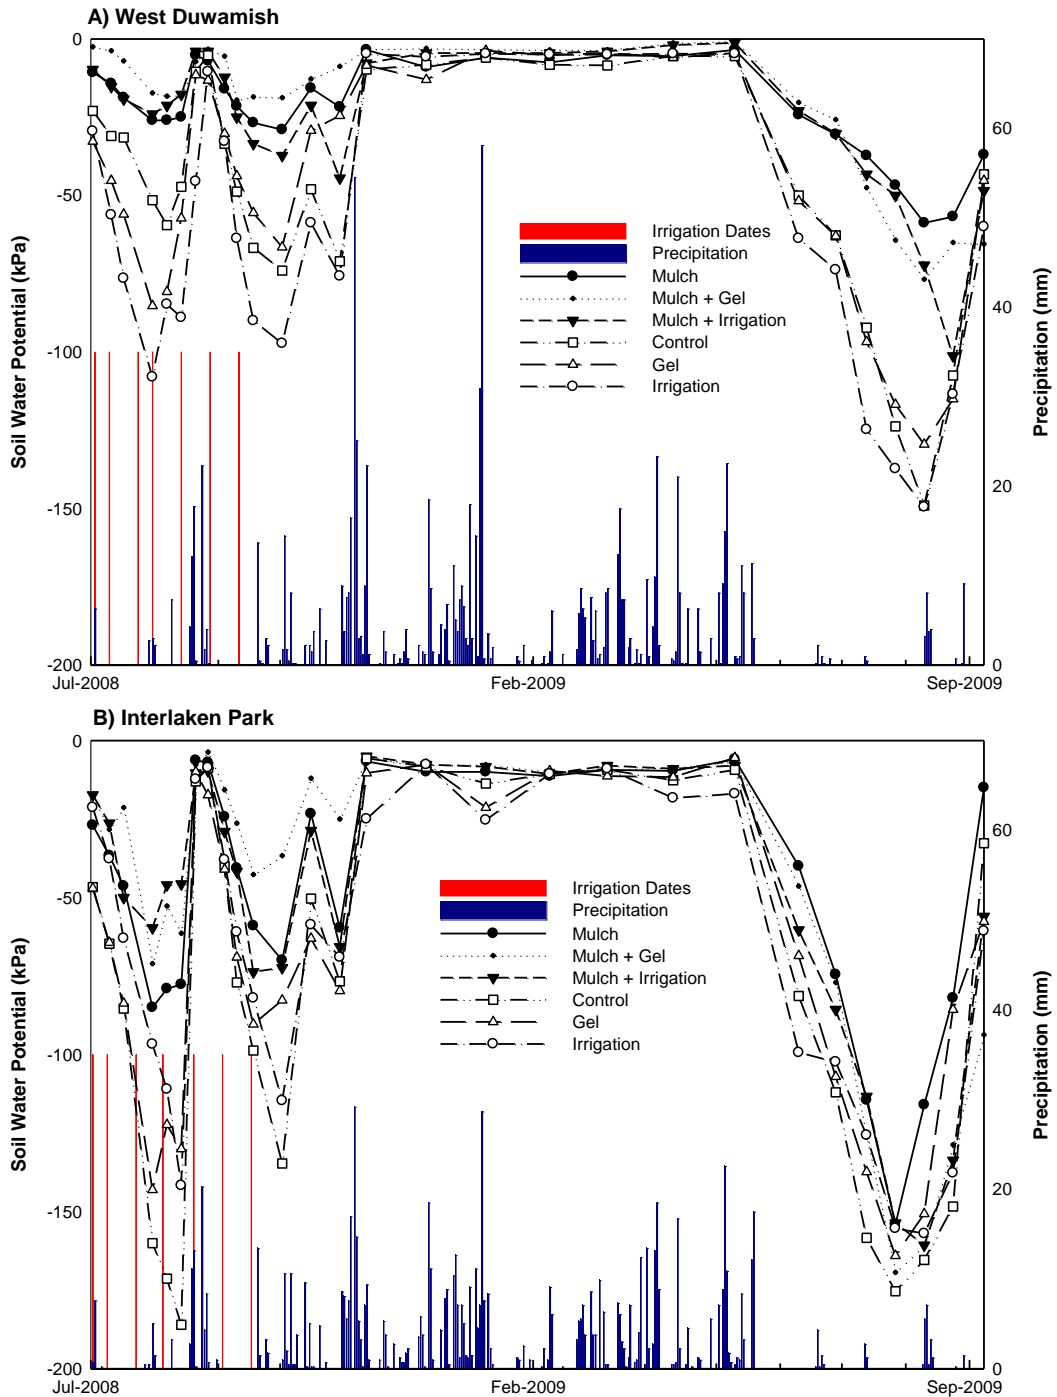 A) West Duwamish
0
-50
-100
-150
-200
Soil Water Potential (kPa)
60
40
20
0
Precipitation (mm)
Irrigation Dates
Precipitation
Mulch
Mulch + Gel
Mulch + Irrigation
Control
Gel
Irrigation
Jul-2008
Feb-2009
Sep-2009
B) Interlaken Park
0
-50
-100
-150
-200
Soil Water Potential (kPa)
60
40
20
0
Precipitation (mm)
Irrigation Dates
Precipitation
Mulch
Mulch + Gel
Mulch + Irrigation
Control
Gel
Irrigation
Jul-2008
Feb-2009
Sep-2009